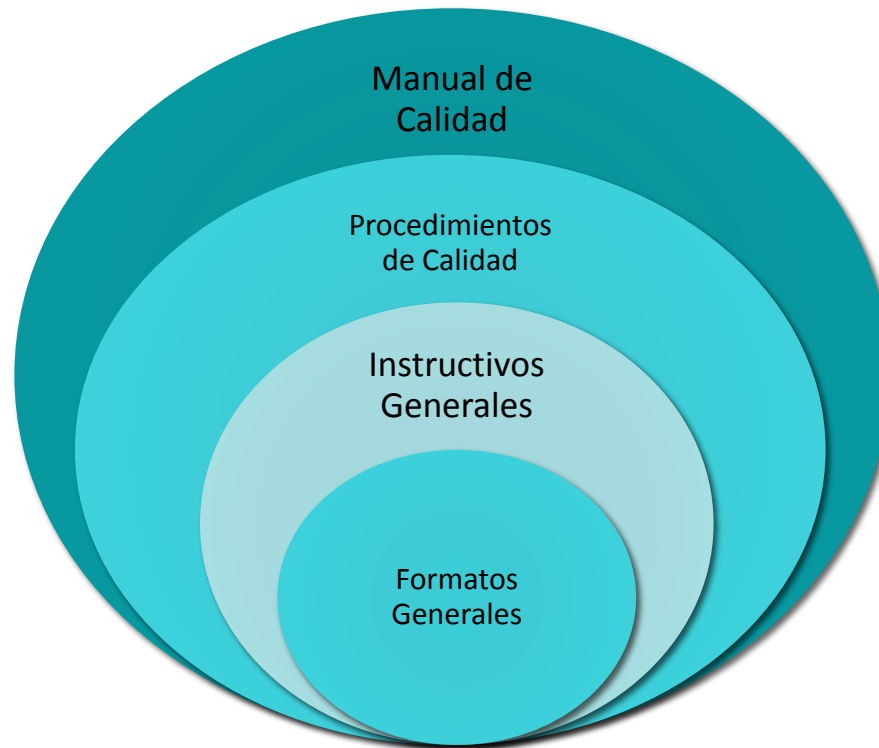 Manual de
Calidad
Procedimientos
de Calidad
Instructivos
Generales
Formatos
Generales